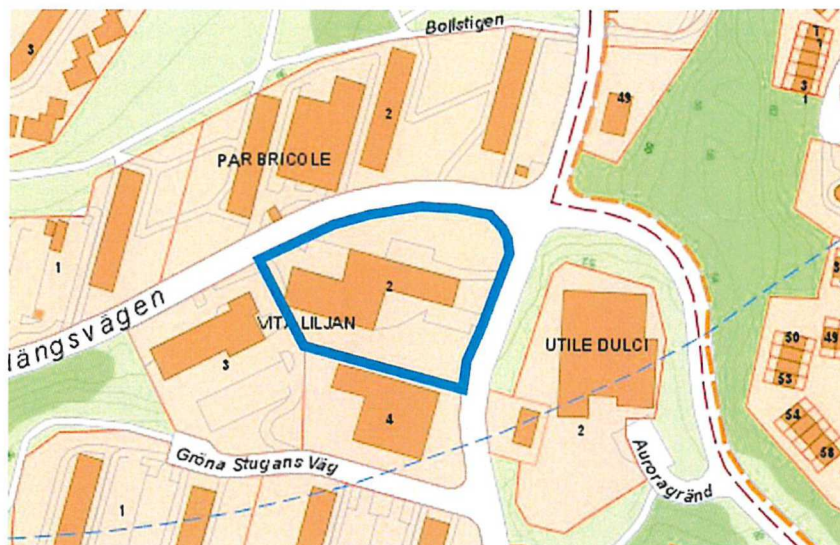 Bollstigen
3
2
49
3
1
PAR BRICOLE
1
ängsvägen
2
VITA LILJAN
3
UTILE DULCI
50
49
53
4
2
54
58
Gröna Stugans Väg
Auroragränd
1